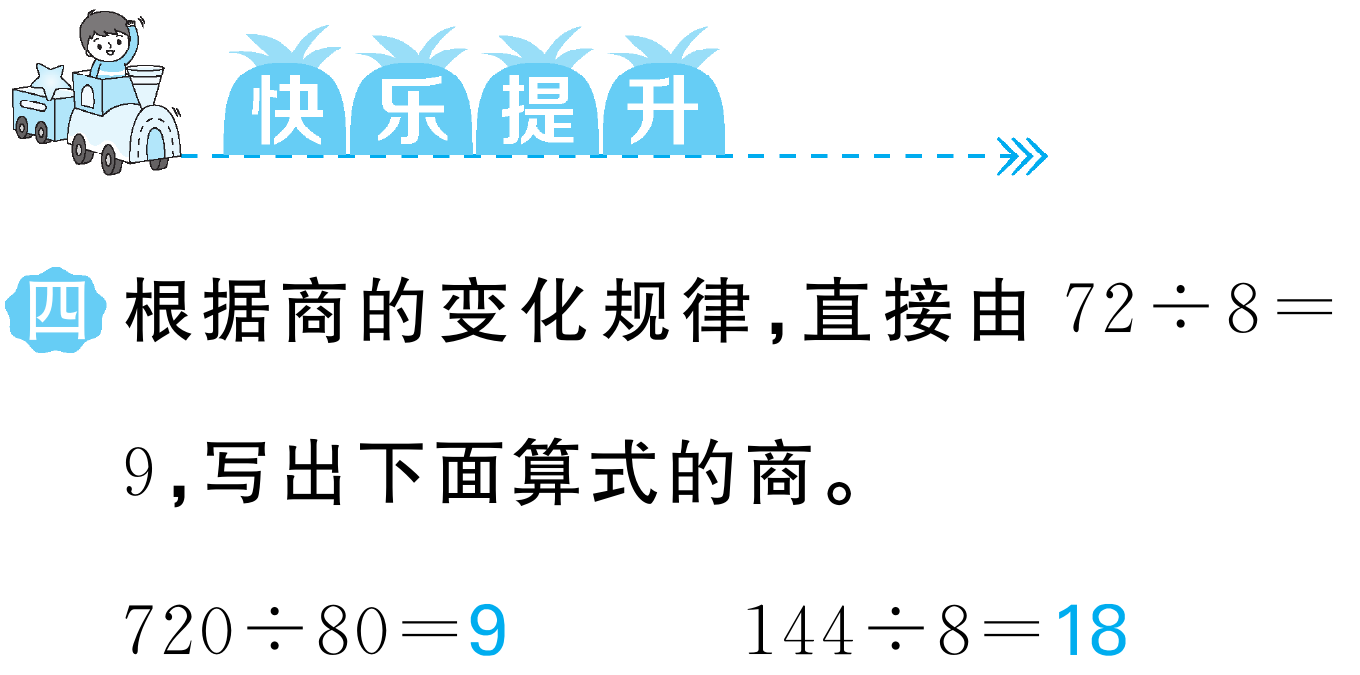 快乐提升
四 根据商的变化规律,直接由 72÷8=
9,写出下面算式的商。
720÷80=9 144÷8=18